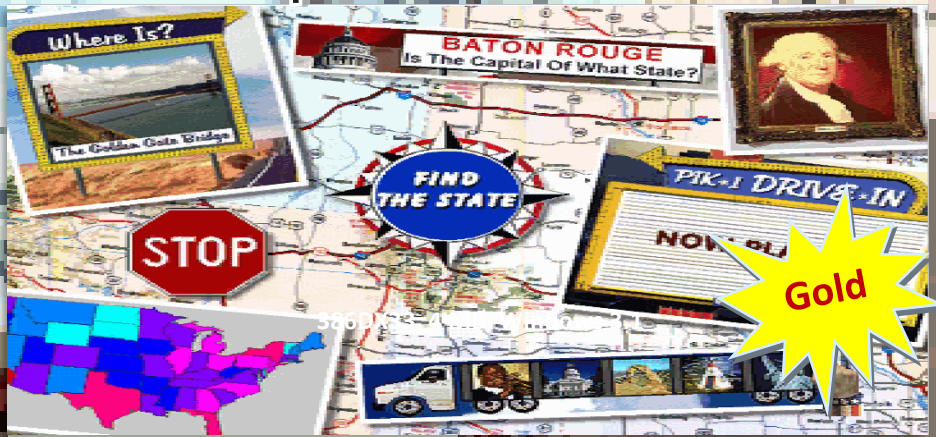 Where Is?
The Golden Gate Bridge
BATON ROUGE
Is The Capital Of What State?
FIND
THE STATE
PIK-1 DRIVE-IN
NOW
STOP
Gold